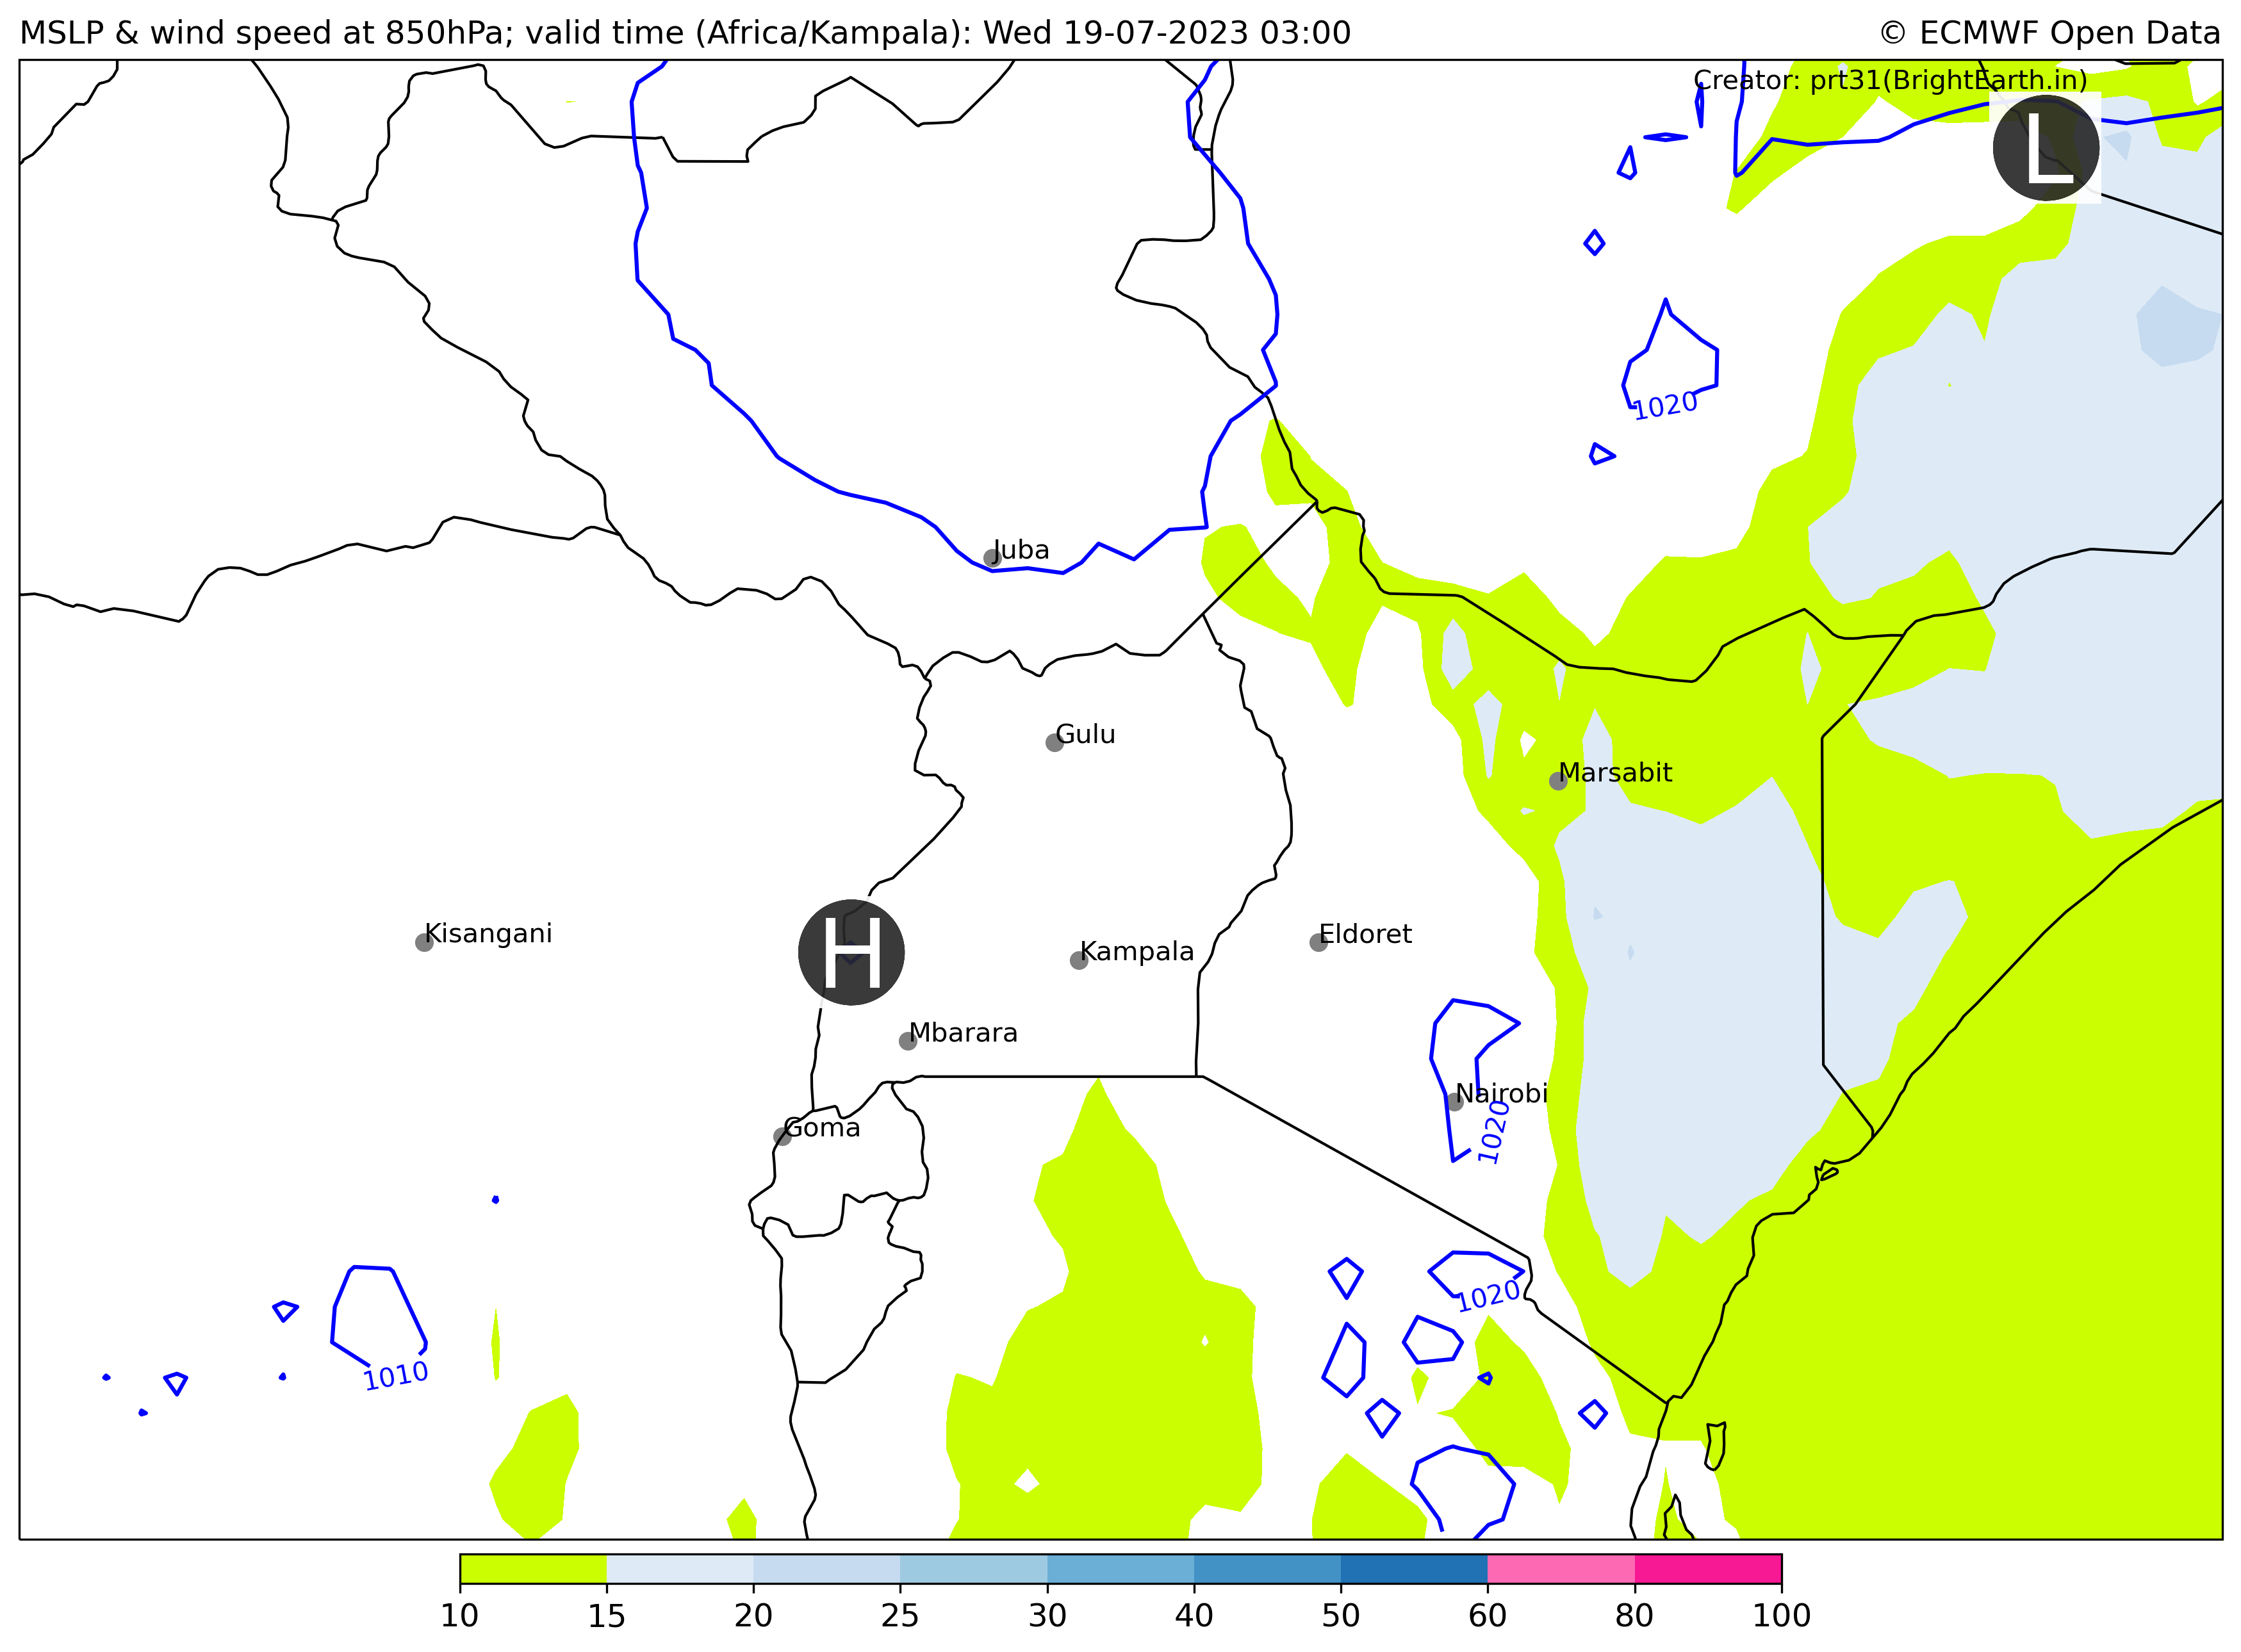 MSLP & wind speed at 850hPa; valid time (Africa/Kampala): Wed 19-07-2023 03:00
© ECMWF Open Data
Creator: prt31(BrightEarth.in)
L
1020
Juba
Gulu
Marsabit
Kisangani
H
Kampala
Eldoret
Mbarara
Nairobi
Goma
1020
1020
1010
10 15 20 25 30 40 50 60 80 100